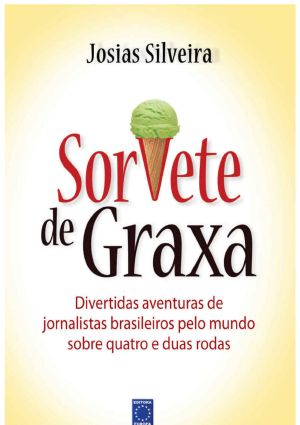 Josias Silveira
Sorvete
de Graxa
Divertidas aventuras de
jornalistas brasileiros pelo mundo
sobre quatro e duas rodas
EDITORA
EUROPA